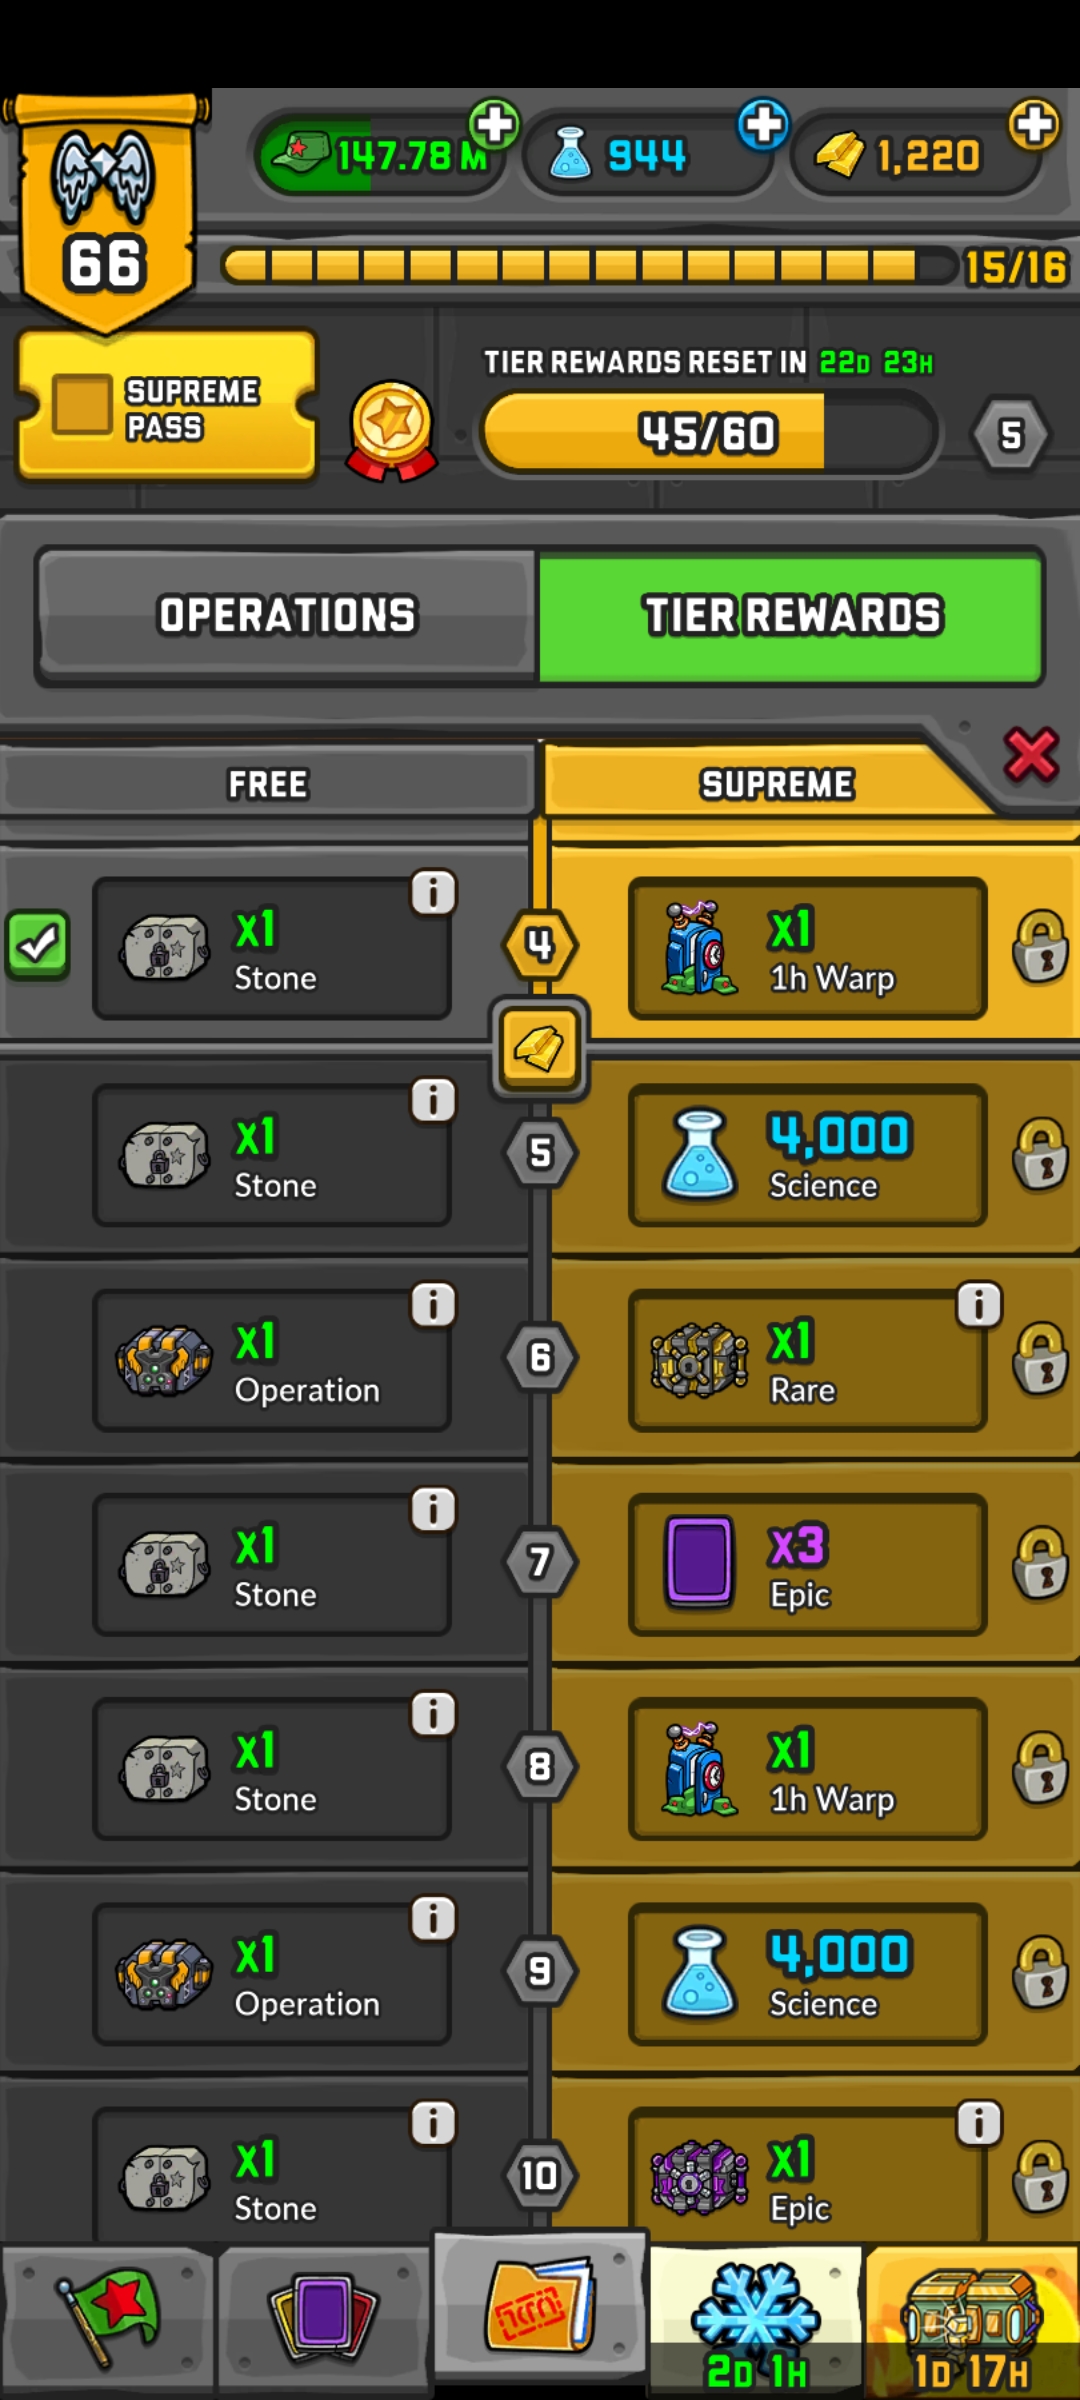 66
147.78 M
944
1,220
15/16
SUPREME
PASS
TIER REWARDS RESET IN 22D 23H
45/60
5
OPERATIONS
TIER REWARDS
FREE
SUPREME
X1
Stone
4
X1
1h Warp
X1
Stone
5
4,000
Science
X1
Operation
6
X1
Rare
X1
Stone
7
X3
Epic
X1
Stone
8
X1
1h Warp
X1
Operation
9
4,000
Science
X1
Stone
10
X1
Epic
2D 1H
1D 17H